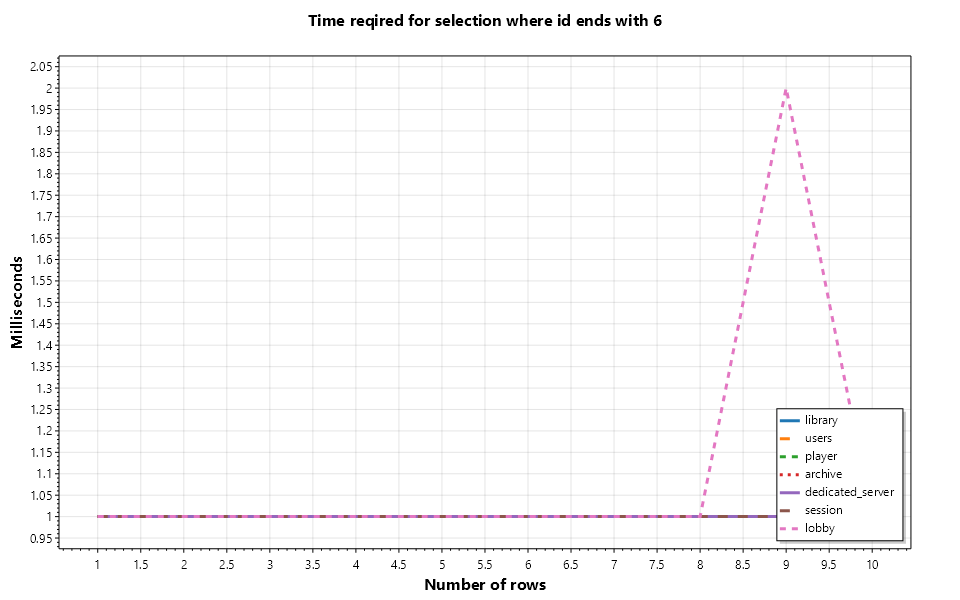 Time reqired for selection where id ends with 6
Milliseconds
2.05
2
1.95
1.9
1.85
1.8
1.75
1.7
1.65
1.6
1.55
1.5
1.45
1.4
1.35
1.3
1.25
1.2
1.15
1.1
1.05
1
0.95
library
users
player
archive
dedicated_server
session
lobby
1 1.5 2 2.5 3 3.5 4 4.5 5 5.5 6 6.5 7 7.5 8 8.5 9 9.5 10
Number of rows